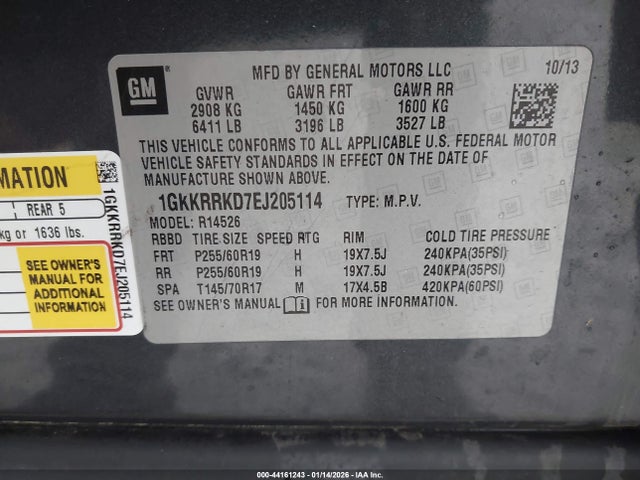 GM ®
MFD BY GENERAL MOTORS LLC 10/13
GVWR GAWR FRT GAWR RR
2908 KG 1450 KG 1600 KG
6411 LB 3196 LB 3527 LB
THIS VEHICLE CONFORMS TO ALL APPLICABLE U.S. FEDERAL MOTOR
VEHICLE SAFETY STANDARDS IN EFFECT ON THE DATE OF
MANUFACTURE SHOWN ABOVE.
1GKKRRKD7EJ205114 TYPE: M.P.V.
MODEL: R14526
RBBD TIRE SIZE SPEED RTG RIM COLD TIRE PRESSURE
FRT P255/60R19 H 19X7.5J 240KPA(35PSI)
RR P255/60R19 H 19X7.5J 240KPA(35PSI)
SPA T145/70R17 M 17X4.5B 420KPA(60PSI)
SEE OWNER'S MANUAL FOR MORE INFORMATION.
MATION
REAR 5
kg or 1636 lbs.
SEE OWNER'S
MANUAL FOR
ADDITIONAL
INFORMATION
1GKKRRKD7EJ205114
000-44161243 01/14/2026 IAA Inc.